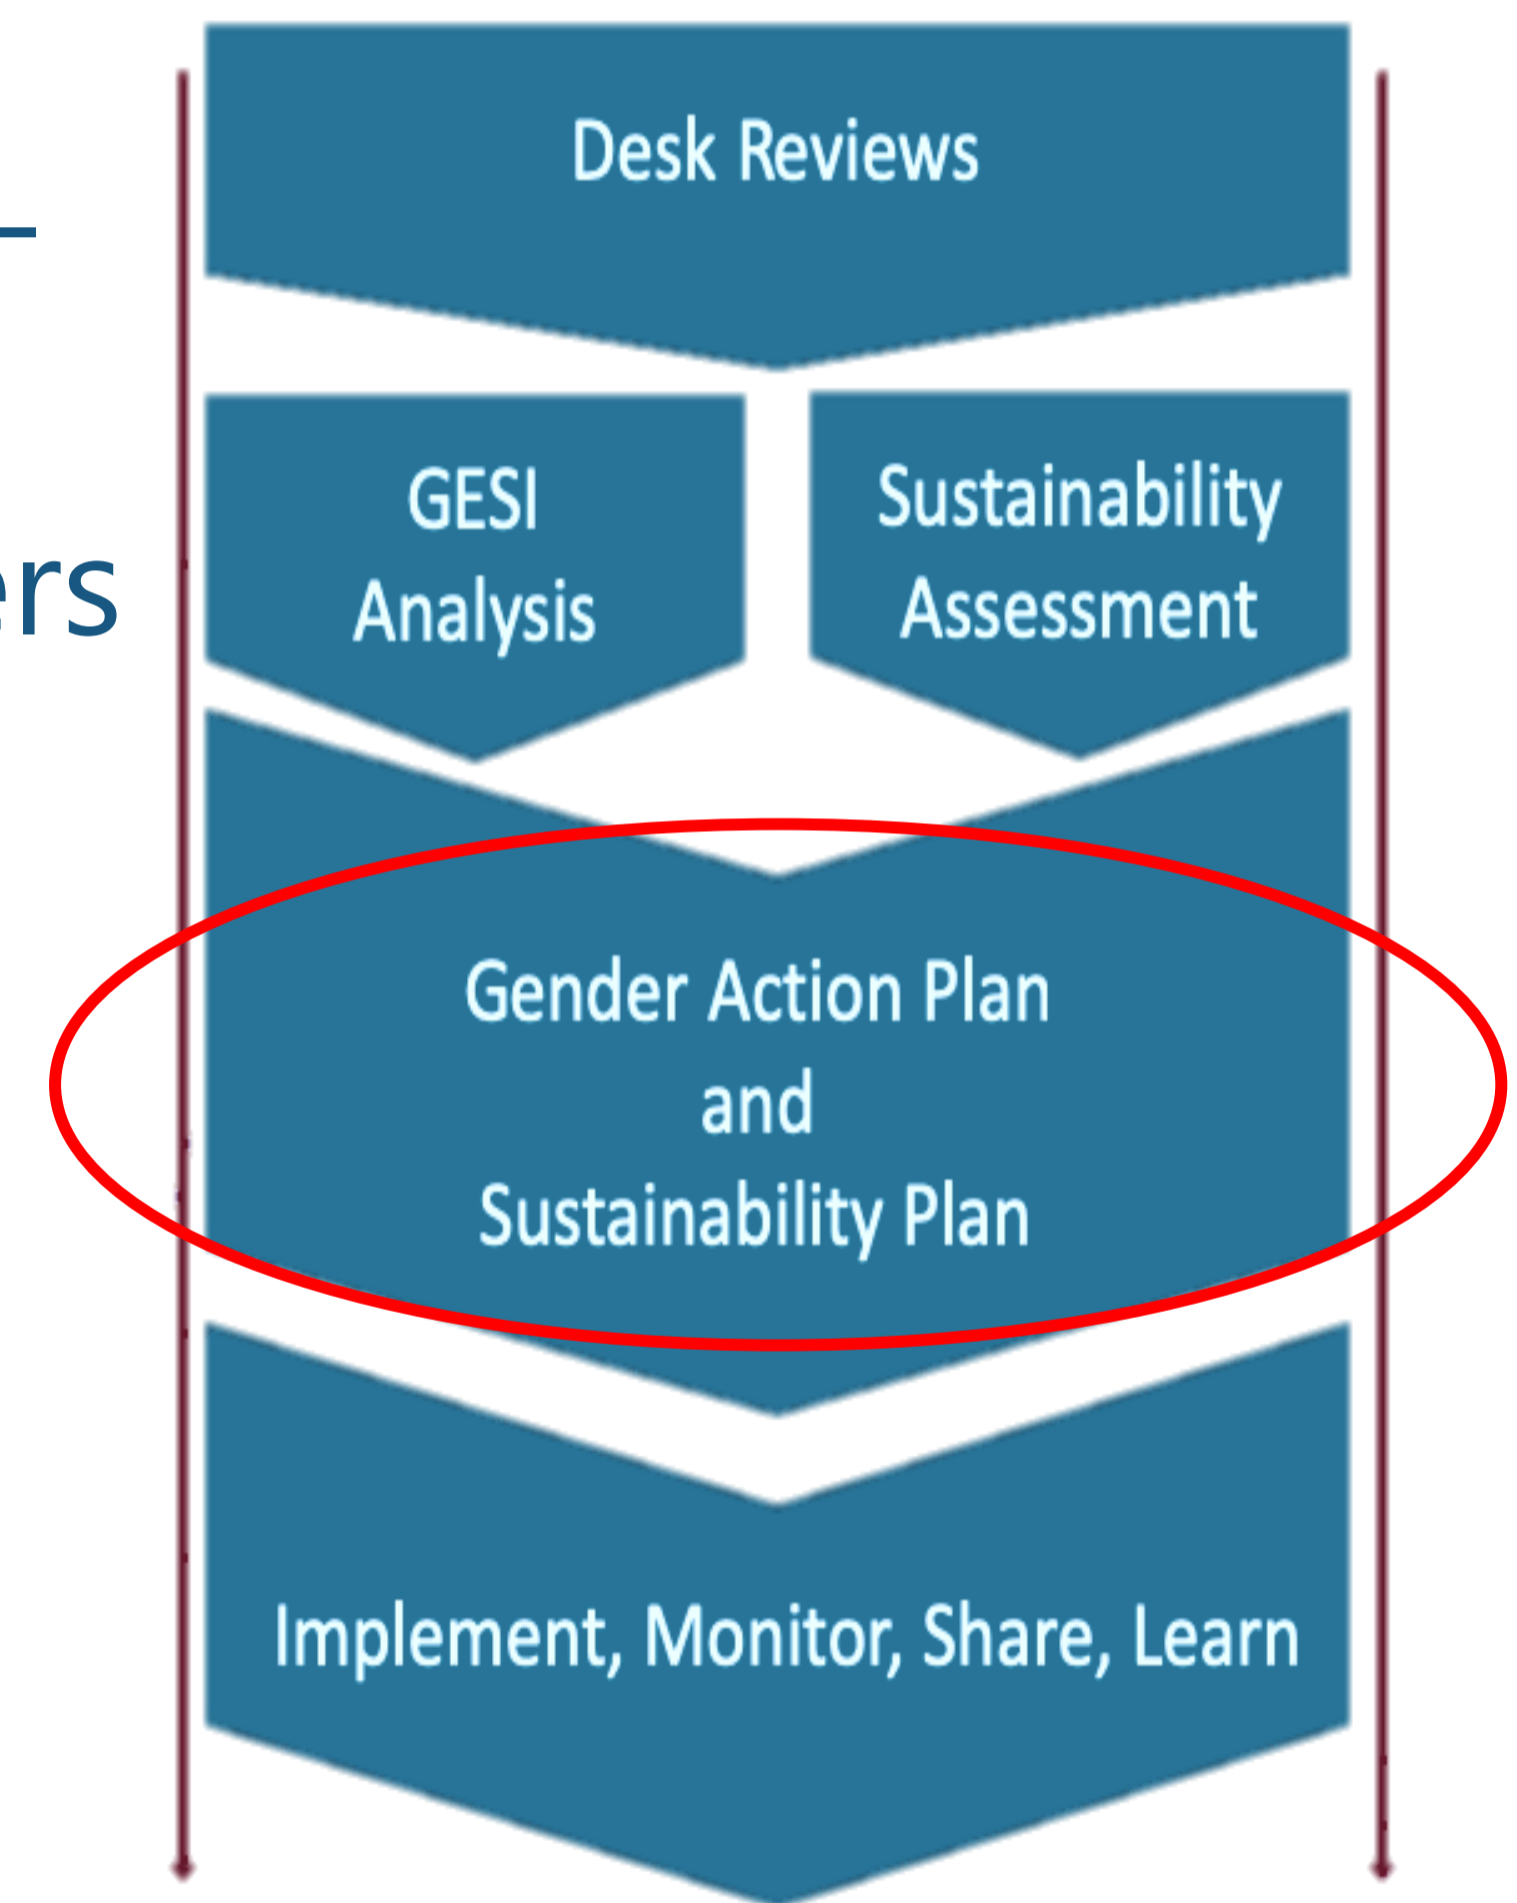 Desk Reviews
GESI
Analysis
Sustainability
Assessment
Gender Action Plan
and
Sustainability Plan
Implement, Monitor, Share, Learn